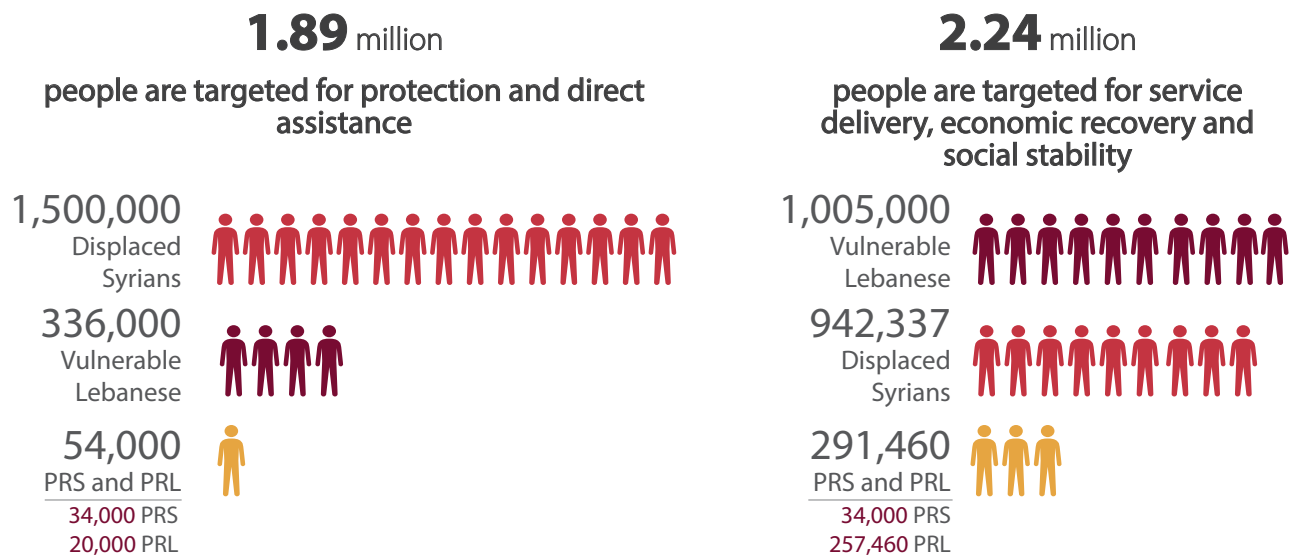 1.89 million
people are targeted for protection and direct
assistance
1,500,000
Displaced
Syrians
336,000
Vulnerable
Lebanese
54,000
PRS and PRL
34,000 PRS
20,000 PRL
2.24 million
people are targeted for service
delivery, economic recovery and
social stability
1,005,000
Vulnerable
Lebanese
942,337
Displaced
Syrians
291,460
PRS and PRL
34,000 PRS
257,460 PRL